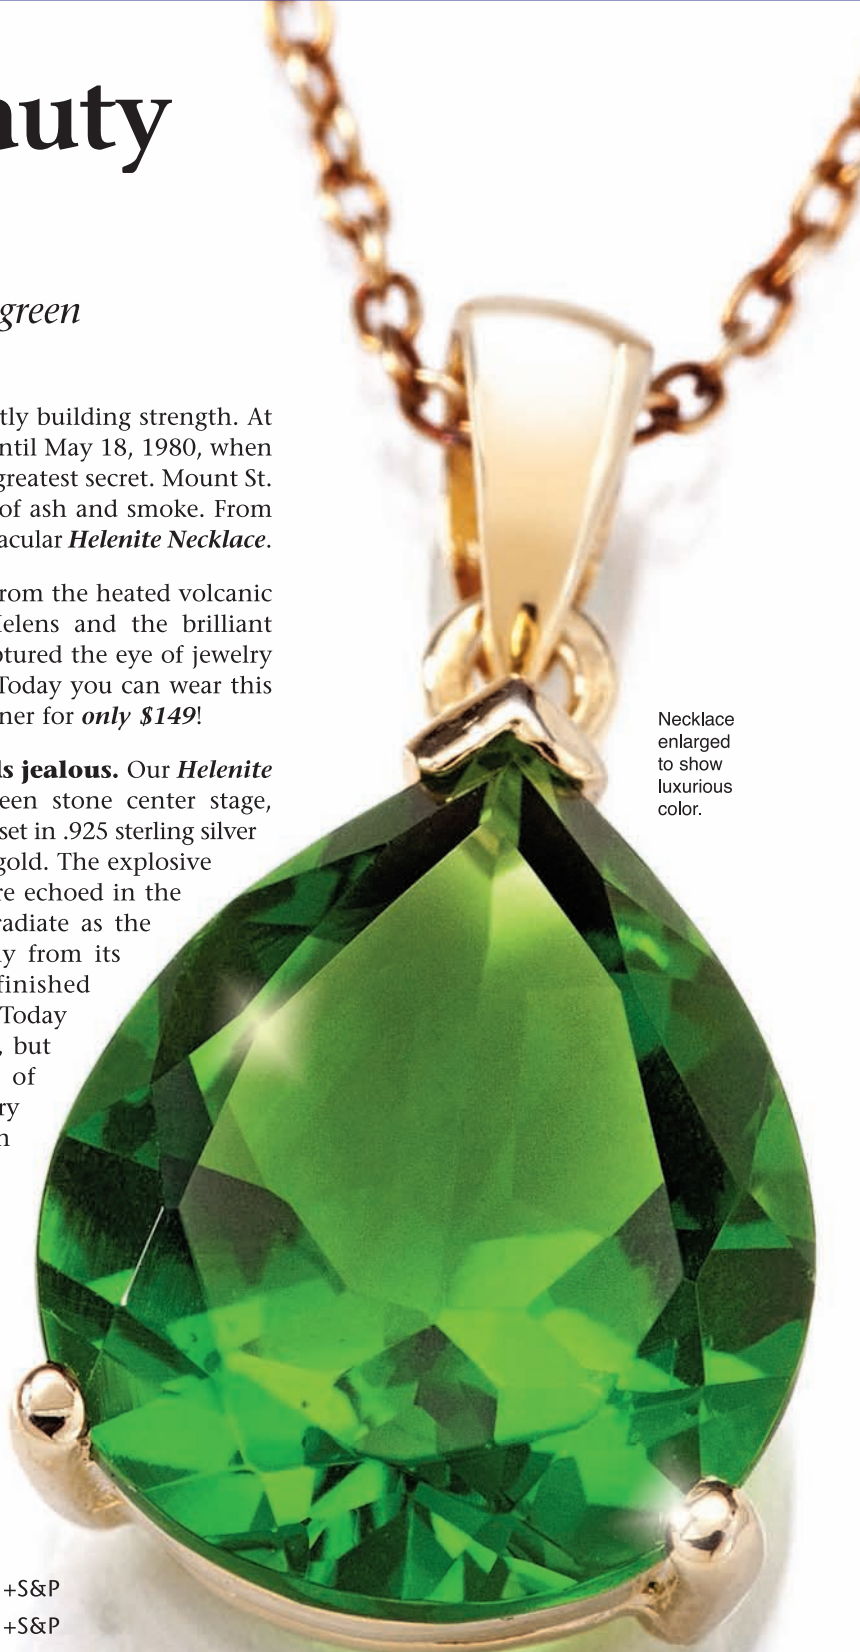 auty
green
tly building strength. At
ntil May 18, 1980, when
greatest secret. Mount St.
of ash and smoke. From
acular Helenite Necklace.
rom the heated volcanic
elens and the brilliant
ptured the eye of jewelry
Today you can wear this
ner for only $149!
ls jealous. Our Helenite
een stone center stage,
set in .925 sterling silver
gold. The explosive
re echoed in the
radiate as the
y from its
finished
Today
, but
of
ry
n
Necklace
enlarged
to show
luxurious
color.
+S&P
+S&P